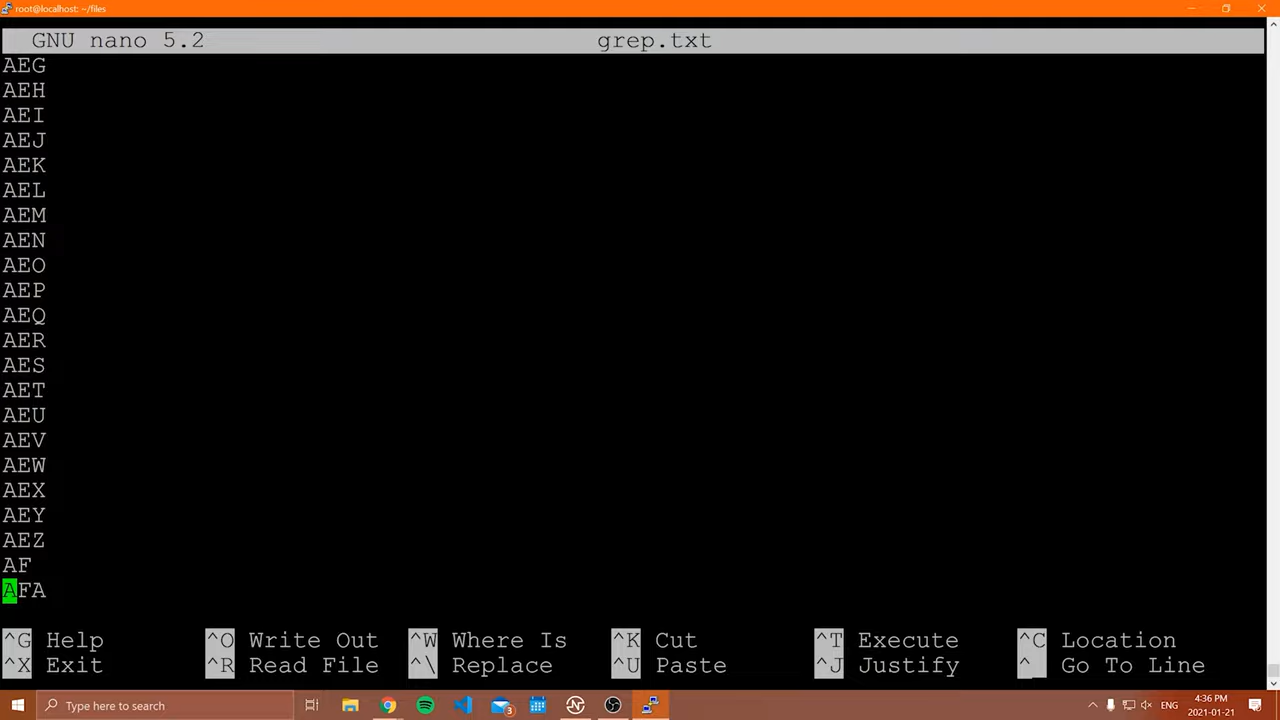 root@localhost: ~/files
GNU nano 5.2 grep.txt
AEG
AEH
AEI
AEJ
AEK
AEL
AEM
AEN
AEO
AEP
AEQ
AER
AES
AET
AEU
AEV
AEW
AEX
AEY
AEZ
AF
AFA
^G Help ^O Write Out ^W Where Is ^K Cut ^T Execute ^C Location
^X Exit ^R Read File ^\ Replace ^U Paste ^J Justify ^_ Go To Line
Type here to search 3 ENG 4:36 PM
2021-01-21